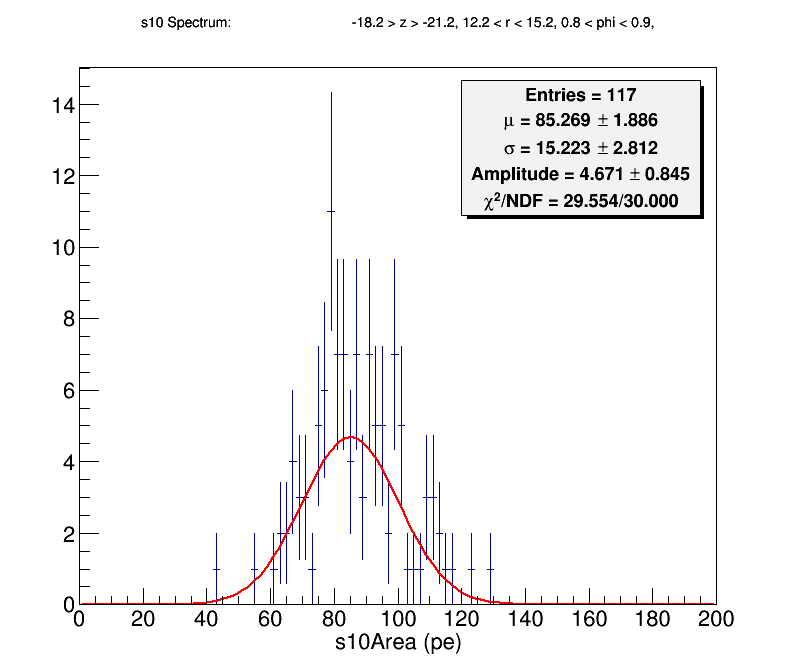 s10 Spectrum: -18.2 > z > -21.2, 12.2 < r < 15.2, 0.8 < phi < 0.9,
Entries = 117
μ = 85.269 ± 1.886
σ = 15.223 ± 2.812
Amplitude = 4.671 ± 0.845
χ²/NDF = 29.554/30.000
14
12
10
8
6
4
2
0
0 20 40 60 80 100 120 140 160 180 200
s10Area (pe)